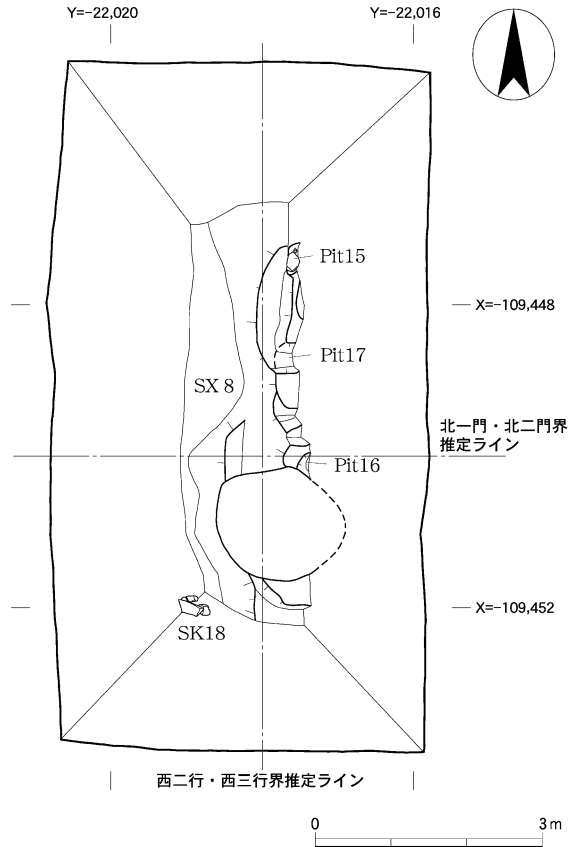 Y=-22,020
Y=-22,016
Pit15
X=-109,448
Pit17
SX 8
北一門・北二門界
推定ライン
Pit16
X=-109,452
SK18
西二行・西三行界推定ライン
0
3 m